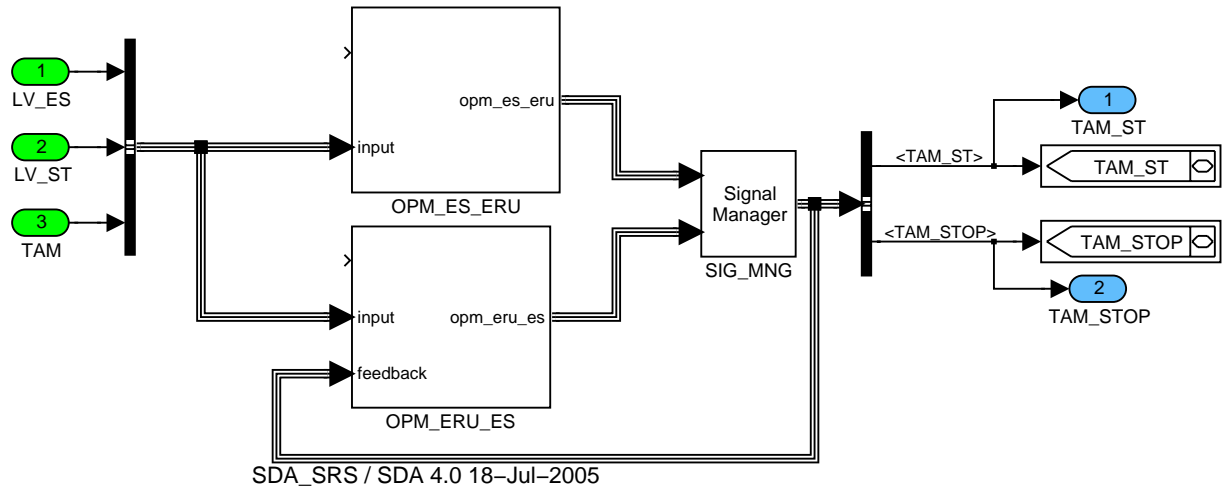 1
LV_ES
2
LV_ST
3
TAM
opm_es_eru
input
OPM_ES_ERU
input
opm_eru_es
feedback
OPM_ERU_ES
Signal
Manager
SIG_MNG
<TAM_ST>
1
TAM_ST
TAM_ST
<TAM_STOP>
TAM_STOP
2
TAM_STOP
SDA_SRS / SDA 4.0 18−Jul−2005